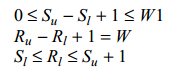 0 ≤ S_u − S_l + 1 ≤ W1
R_u − R_l + 1 = W
S_l ≤ R_l ≤ S_u + 1